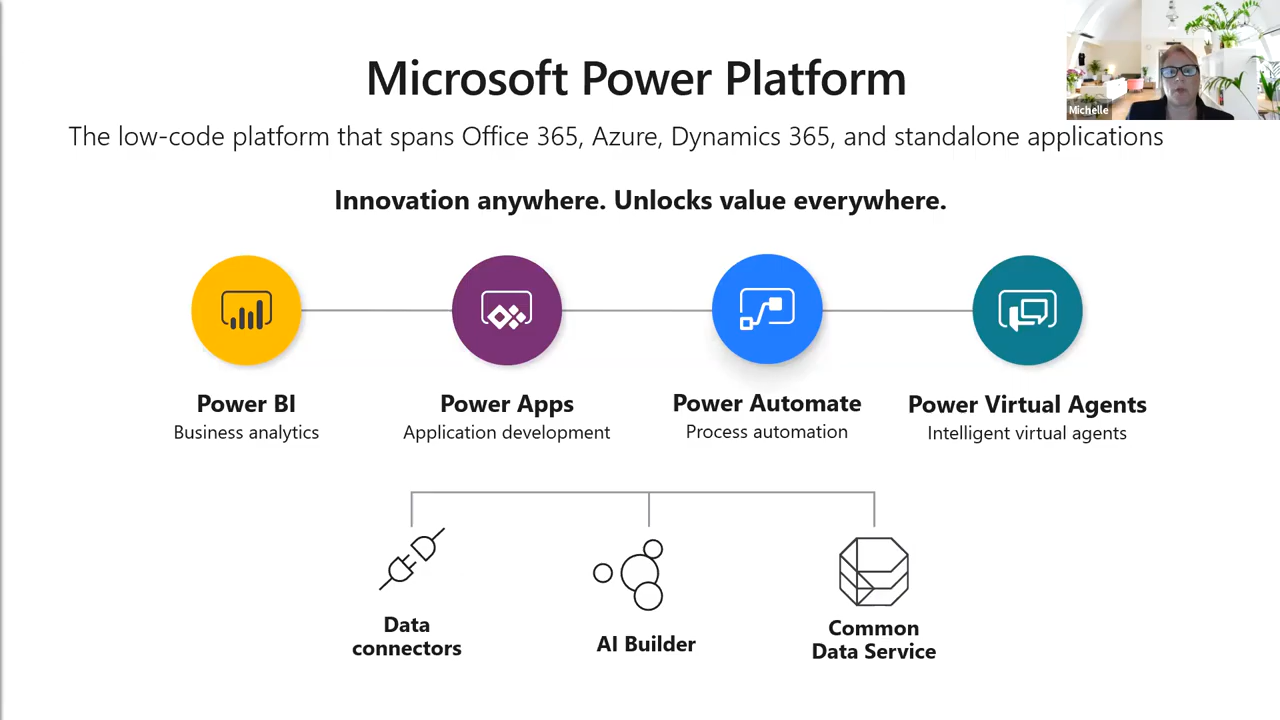 Microsoft Power Platform
Michelle
The low-code platform that spans Office 365, Azure, Dynamics 365, and standalone applications
Innovation anywhere. Unlocks value everywhere.
Power BI
Business analytics
Power Apps
Application development
Power Automate
Process automation
Power Virtual Agents
Intelligent virtual agents
Data
connectors
AI Builder
Common
Data Service